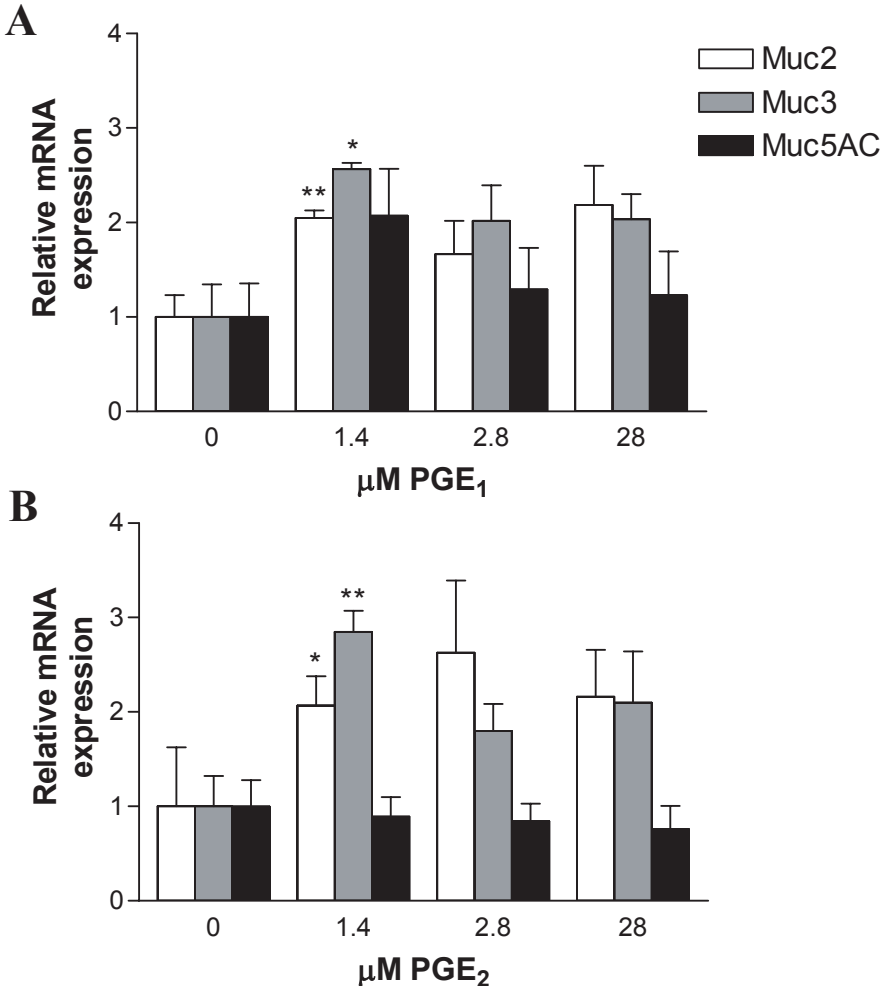 A
4
3
2
1
0
Relative mRNA
expression
**
*
Muc2
Muc3
Muc5AC
0 1.4 2.8 28
μM PGE₁
B
4
3
2
1
0
Relative mRNA
expression
*
**
0 1.4 2.8 28
μM PGE₂